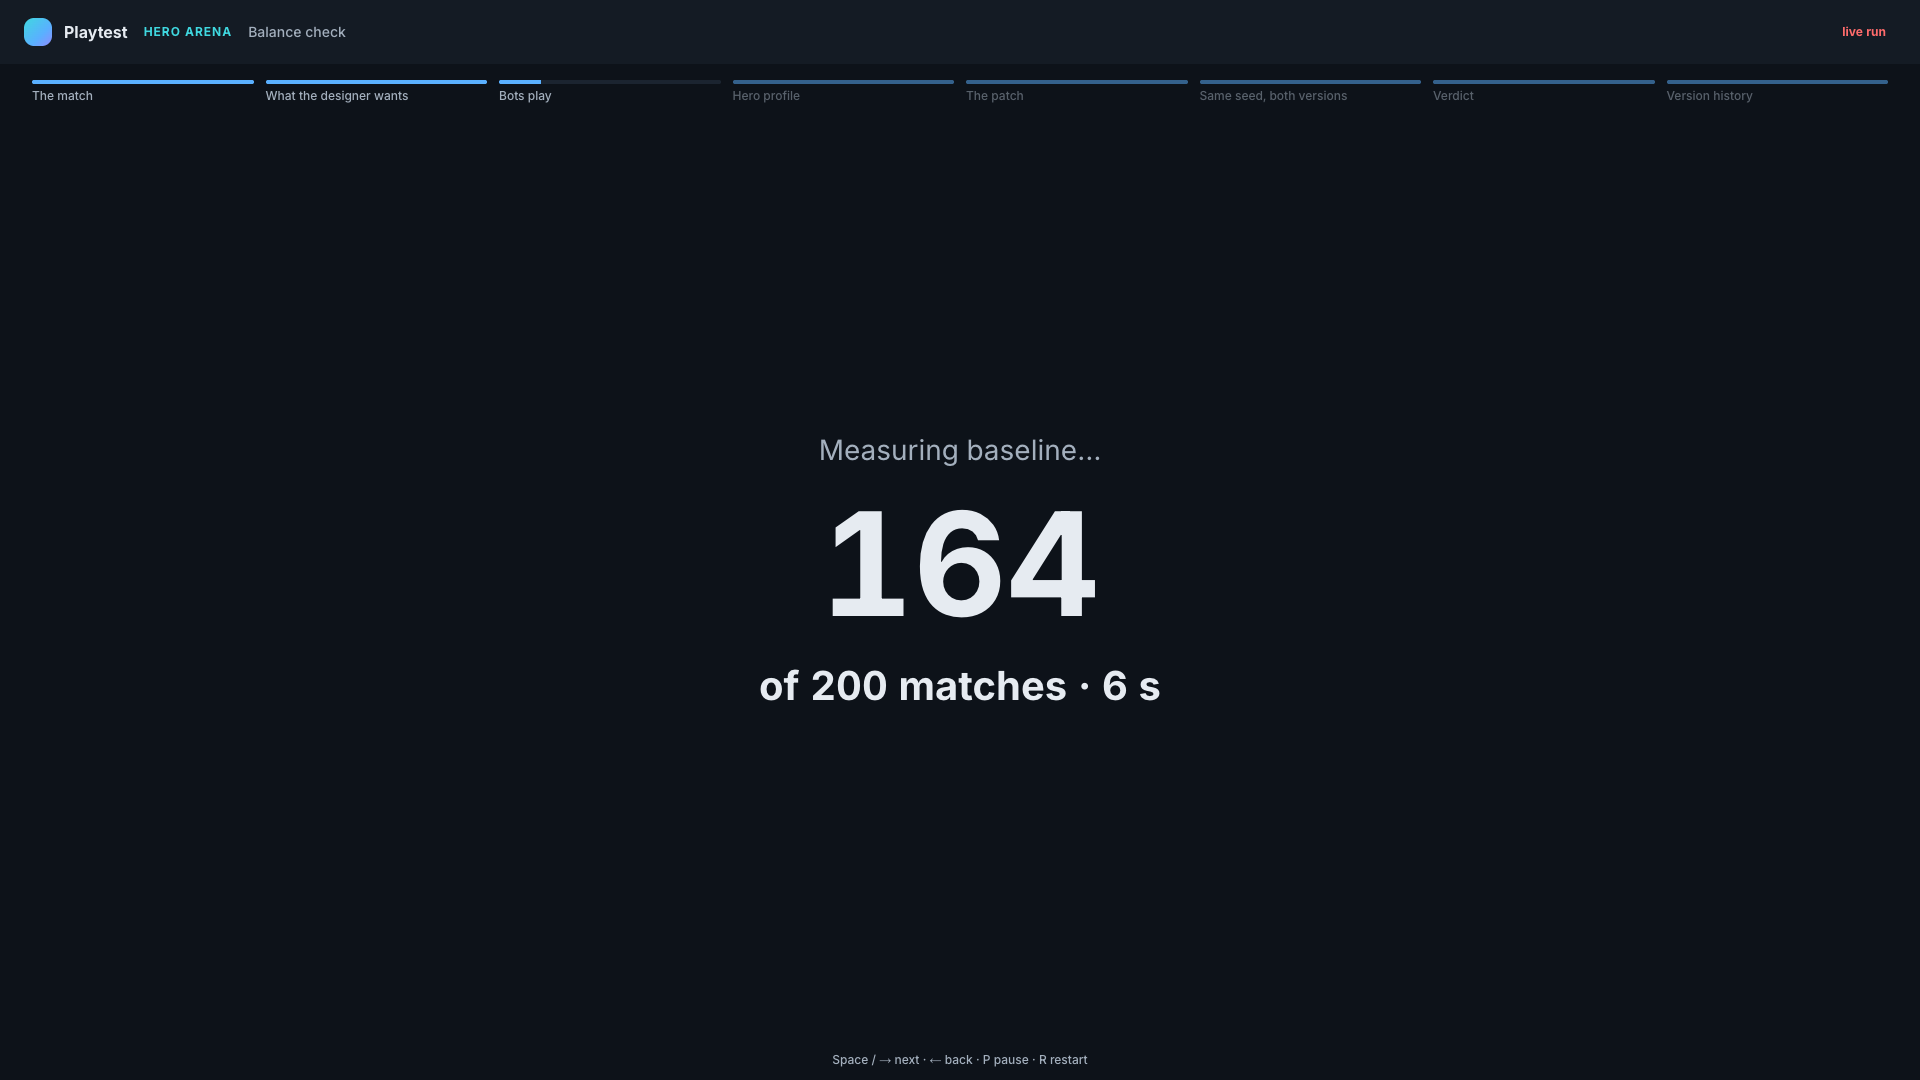 Playtest HERO ARENA Balance check live run
The match What the designer wants Bots play Hero profile The patch Same seed, both versions Verdict Version history
Measuring baseline...
164
of 200 matches · 6 s
Space / → next · ← back · P pause · R restart